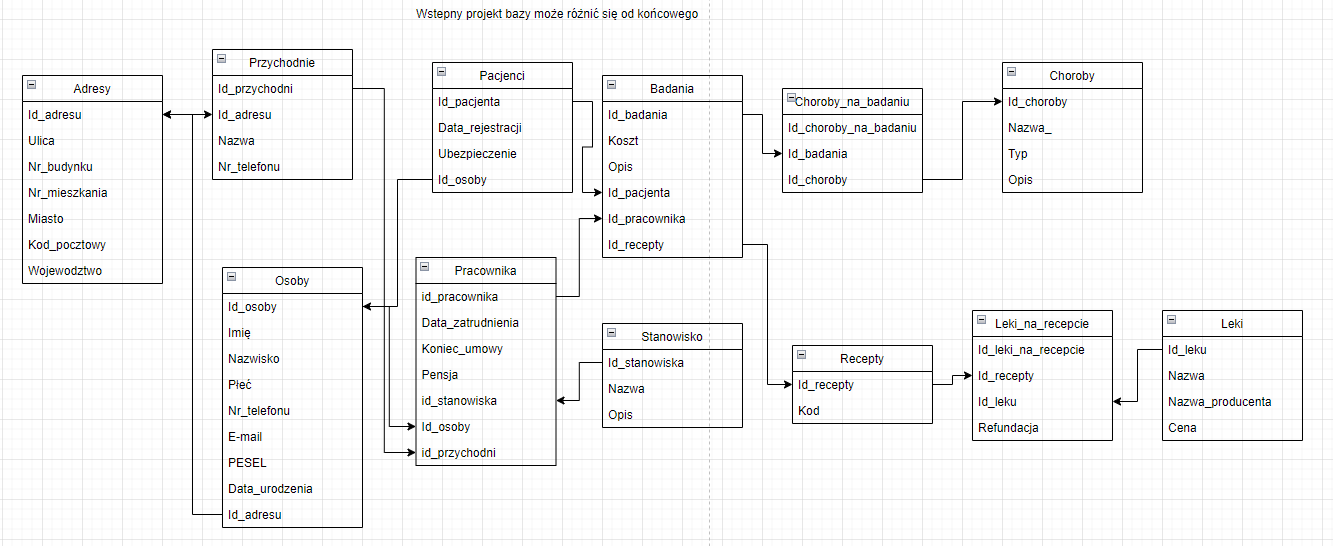 Wstepny projekt bazy może różnić się od końcowego
Adresy
Id_adresu
Ulica
Nr_budynku
Nr_mieszkania
Miasto
Kod_pocztowy
Wojewodztwo
Przychodnie
Id_przychodni
Id_adresu
Nazwa
Nr_telefonu
Pacjenci
Id_pacjenta
Data_rejestracji
Ubezpieczenie
Id_osoby
Badania
Id_badania
Koszt
Opis
Id_pacjenta
Id_pracownika
Id_recepty
Choroby_na_badaniu
Id_choroby_na_badaniu
Id_badania
Id_choroby
Choroby
Id_choroby
Nazwa_
Typ
Opis
Osoby
Id_osoby
Imię
Nazwisko
Płeć
Nr_telefonu
E-mail
PESEL
Data_urodzenia
Id_adresu
Pracownika
id_pracownika
Data_zatrudnienia
Koniec_umowy
Pensja
id_stanowiska
Id_osoby
id_przychodni
Stanowisko
Id_stanowiska
Nazwa
Opis
Recepty
Id_recepty
Kod
Leki_na_recepcie
Id_leki_na_recepcie
Id_recepty
Id_leku
Refundacja
Leki
Id_leku
Nazwa
Nazwa_producenta
Cena